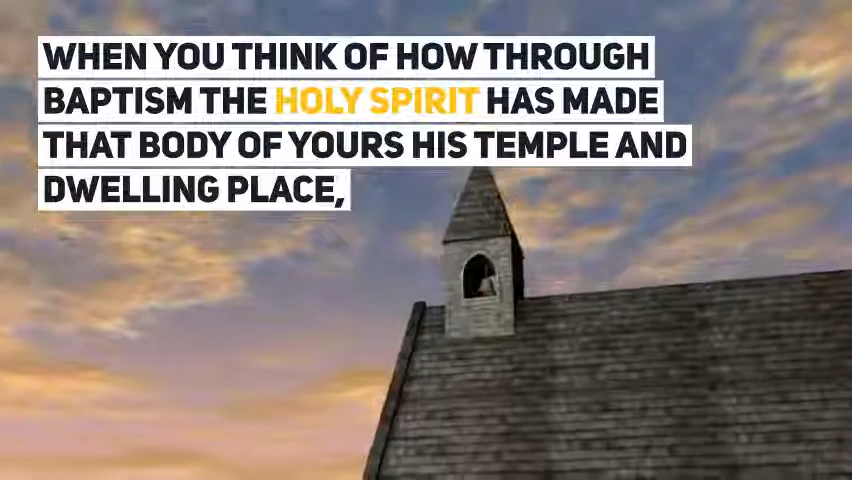 WHEN YOU THINK OF HOW THROUGH
BAPTISM THE HOLY SPIRIT HAS MADE
THAT BODY OF YOURS HIS TEMPLE AND
DWELLING PLACE,